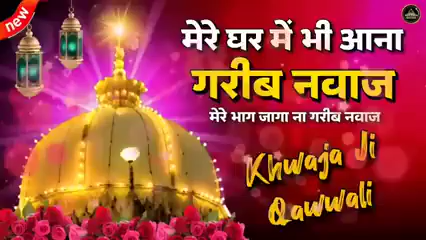 new
मेरे घर में भी आना
गरीब नवाज
मेरे भाग जागा ना गरीब नवाज
Khwaja Ji
Qawwali